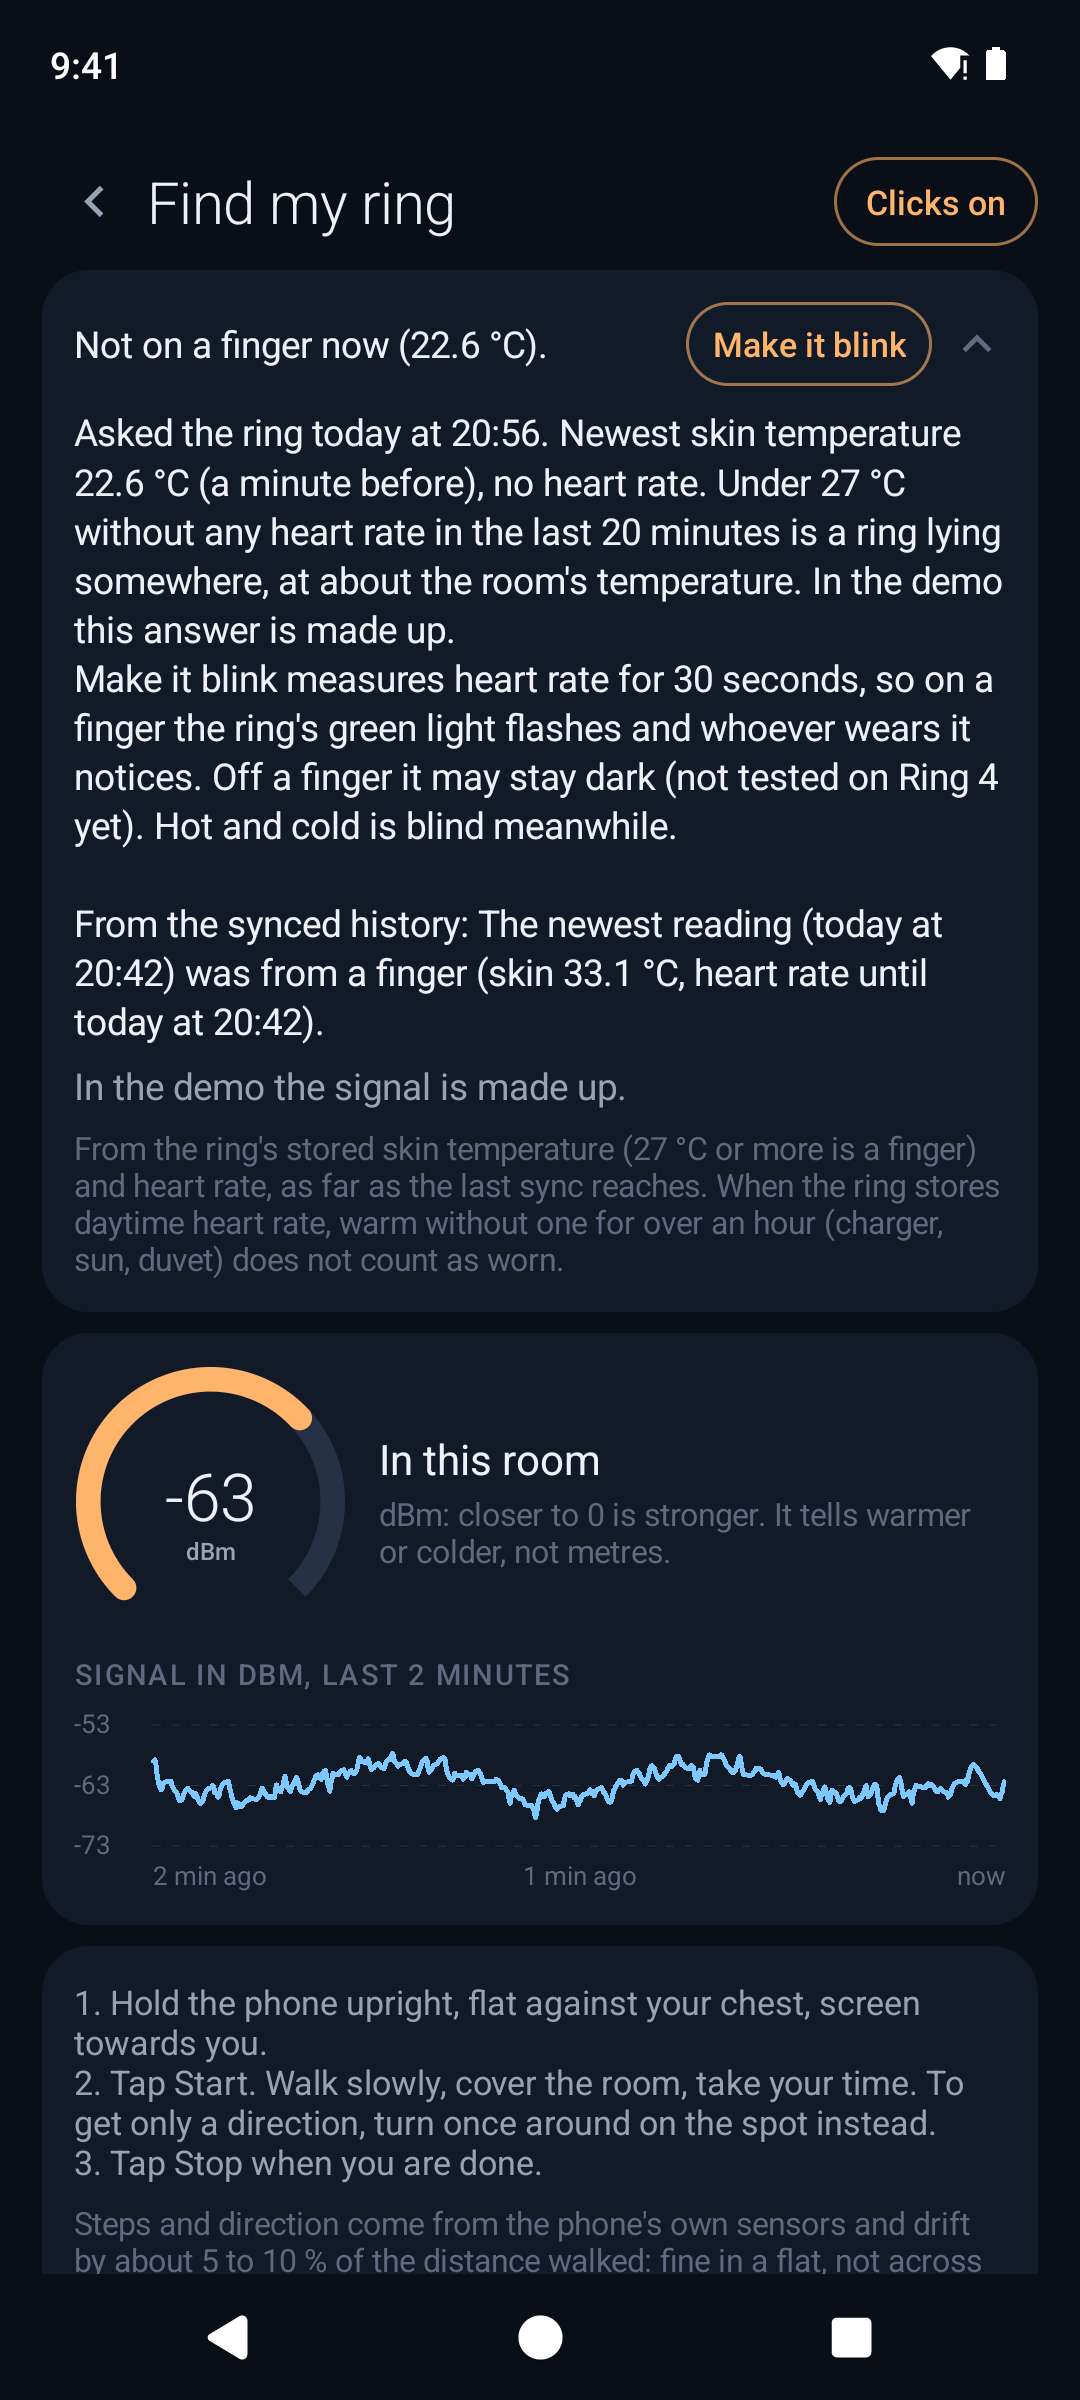 9:41
Find my ring
Clicks on
Not on a finger now (22.6 °C).
Make it blink
Asked the ring today at 20:56. Newest skin temperature
22.6 °C (a minute before), no heart rate. Under 27 °C
without any heart rate in the last 20 minutes is a ring lying
somewhere, at about the room's temperature. In the demo
this answer is made up.
Make it blink measures heart rate for 30 seconds, so on a
finger the ring's green light flashes and whoever wears it
notices. Off a finger it may stay dark (not tested on Ring 4
yet). Hot and cold is blind meanwhile.
From the synced history: The newest reading (today at
20:42) was from a finger (skin 33.1 °C, heart rate until
today at 20:42).
In the demo the signal is made up.
From the ring's stored skin temperature (27 °C or more is a finger)
and heart rate, as far as the last sync reaches. When the ring stores
daytime heart rate, warm without one for over an hour (charger,
sun, duvet) does not count as worn.
-63
dBm
In this room
dBm: closer to 0 is stronger. It tells warmer
or colder, not metres.
SIGNAL IN DBM, LAST 2 MINUTES
-53
-63
-73
2 min ago
1 min ago
now
1. Hold the phone upright, flat against your chest, screen
towards you.
2. Tap Start. Walk slowly, cover the room, take your time. To
get only a direction, turn once around on the spot instead.
3. Tap Stop when you are done.
Steps and direction come from the phone's own sensors and drift
by about 5 to 10 % of the distance walked: fine in a flat, not across